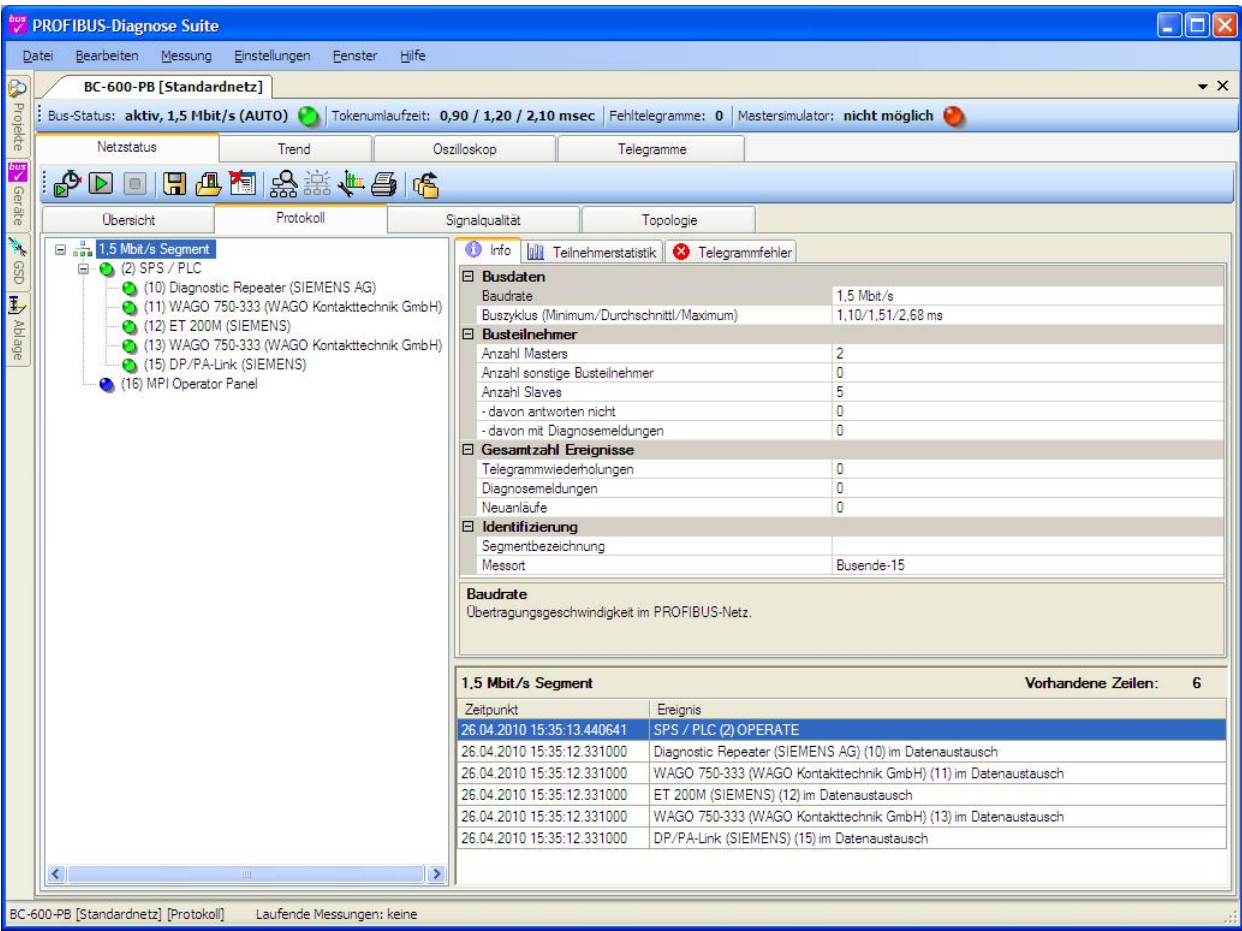 bus PROFIBUS-Diagnose Suite
Datei Bearbeiten Messung Einstellungen Fenster Hilfe
BC-600-PB [Standardnetz]
Bus-Status: aktiv, 1,5 Mbit/s (AUTO) Tokenumlaufzeit: 0,90 / 1,20 / 2,10 msec Fehltelegramme: 0 Mastersimulator: nicht möglich
Projekte
bus Geräte
GSD
Ablage
Netzstatus Trend Oszilloskop Telegramme
Übersicht Protokoll Signalqualität Topologie
1,5 Mbit/s Segment
(2) SPS / PLC
(10) Diagnostic Repeater (SIEMENS AG)
(11) WAGO 750-333 (WAGO Kontakttechnik GmbH)
(12) ET 200M (SIEMENS)
(13) WAGO 750-333 (WAGO Kontakttechnik GmbH)
(15) DP/PA-Link (SIEMENS)
(16) MPI Operator Panel
Info Teilnehmerstatistik Telegrammfehler
Busdaten
Baudrate 1,5 Mbit/s
Buszyklus (Minimum/Durchschnittl/Maximum) 1,10/1,51/2,68 ms
Busteilnehmer
Anzahl Masters 2
Anzahl sonstige Busteilnehmer 0
Anzahl Slaves 5
- davon antworten nicht 0
- davon mit Diagnosemeldungen 0
Gesamtzahl Ereignisse
Telegrammwiederholungen 0
Diagnosemeldungen 0
Neuanläufe 0
Identifizierung
Segmentbezeichnung
Messort Busende-15
Baudrate
Übertragungsgeschwindigkeit im PROFIBUS-Netz.
1,5 Mbit/s Segment Vorhandene Zeilen: 6
Zeitpunkt Ereignis
26.04.2010 15:35:13.440641 SPS / PLC (2) OPERATE
26.04.2010 15:35:12.331000 Diagnostic Repeater (SIEMENS AG) (10) im Datenaustausch
26.04.2010 15:35:12.331000 WAGO 750-333 (WAGO Kontakttechnik GmbH) (11) im Datenaustausch
26.04.2010 15:35:12.331000 ET 200M (SIEMENS) (12) im Datenaustausch
26.04.2010 15:35:12.331000 WAGO 750-333 (WAGO Kontakttechnik GmbH) (13) im Datenaustausch
26.04.2010 15:35:12.331000 DP/PA-Link (SIEMENS) (15) im Datenaustausch
BC-600-PB [Standardnetz] [Protokoll] Laufende Messungen: keine